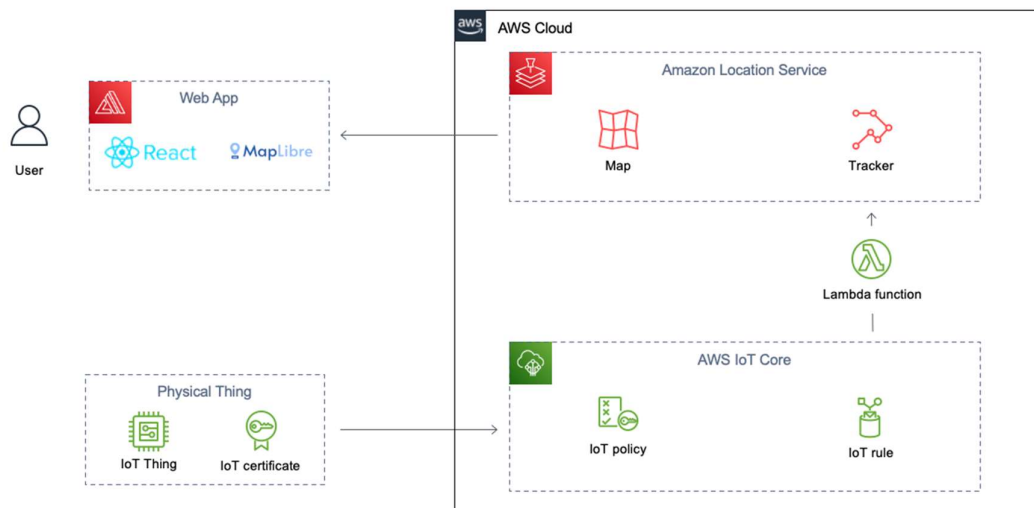 aws
AWS Cloud
Amazon Location Service
Map
Tracker
Web App
React
MapLibre
User
Lambda function
AWS IoT Core
IoT policy
IoT rule
Physical Thing
IoT Thing
IoT certificate